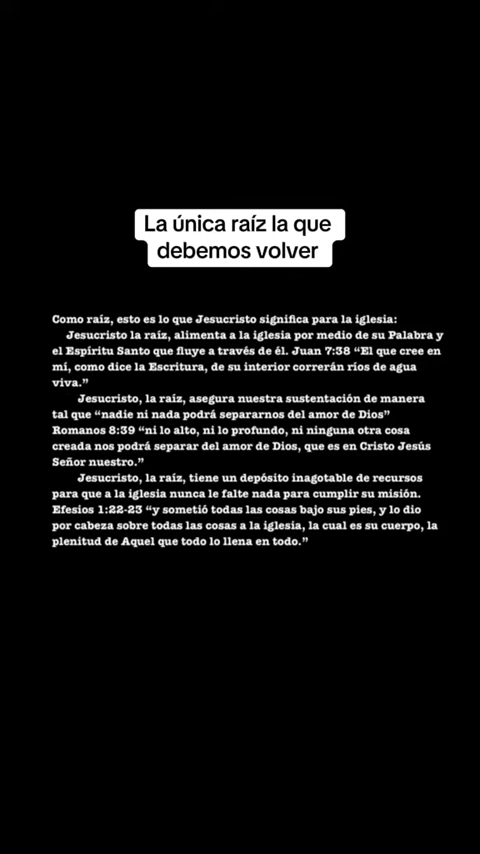 La única raíz la que
debemos volver
Como raíz, esto es lo que Jesucristo significa para la iglesia:
Jesucristo la raíz, alimenta a la iglesia por medio de su Palabra y
el Espíritu Santo que fluye a través de él. Juan 7:38 “El que cree en
mí, como dice la Escritura, de su interior correrán ríos de agua
viva.”
Jesucristo, la raíz, asegura nuestra sustentación de manera
tal que “nadie ni nada podrá separarnos del amor de Dios”
Romanos 8:39 “ni lo alto, ni lo profundo, ni ninguna otra cosa
creada nos podrá separar del amor de Dios, que es en Cristo Jesús
Señor nuestro.”
Jesucristo, la raíz, tiene un depósito inagotable de recursos
para que a la iglesia nunca le falte nada para cumplir su misión.
Efesios 1:22-23 “y sometió todas las cosas bajo sus pies, y lo dio
por cabeza sobre todas las cosas a la iglesia, la cual es su cuerpo, la
plenitud de Aquel que todo lo llena en todo.”